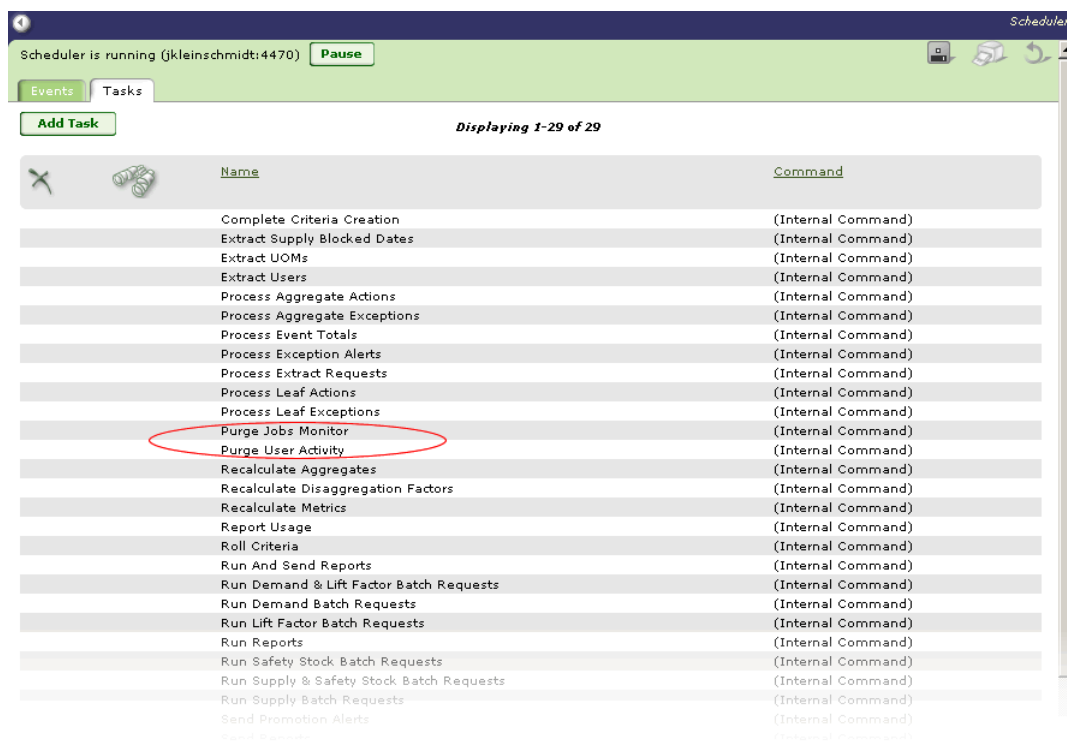 Scheduler
Scheduler is running (jkleinschmidt:4470) Pause
Events Tasks
Add Task Displaying 1-29 of 29
Name Command
Complete Criteria Creation (Internal Command)
Extract Supply Blocked Dates (Internal Command)
Extract UOMs (Internal Command)
Extract Users (Internal Command)
Process Aggregate Actions (Internal Command)
Process Aggregate Exceptions (Internal Command)
Process Event Totals (Internal Command)
Process Exception Alerts (Internal Command)
Process Extract Requests (Internal Command)
Process Leaf Actions (Internal Command)
Process Leaf Exceptions (Internal Command)
Purge Jobs Monitor (Internal Command)
Purge User Activity (Internal Command)
Recalculate Aggregates (Internal Command)
Recalculate Disaggregation Factors (Internal Command)
Recalculate Metrics (Internal Command)
Report Usage (Internal Command)
Roll Criteria (Internal Command)
Run And Send Reports (Internal Command)
Run Demand & Lift Factor Batch Requests (Internal Command)
Run Demand Batch Requests (Internal Command)
Run Lift Factor Batch Requests (Internal Command)
Run Reports (Internal Command)
Run Safety Stock Batch Requests (Internal Command)
Run Supply & Safety Stock Batch Requests (Internal Command)
Run Supply Batch Requests (Internal Command)
Send Promotion Alerts (Internal Command)
Send Reports (Internal Command)